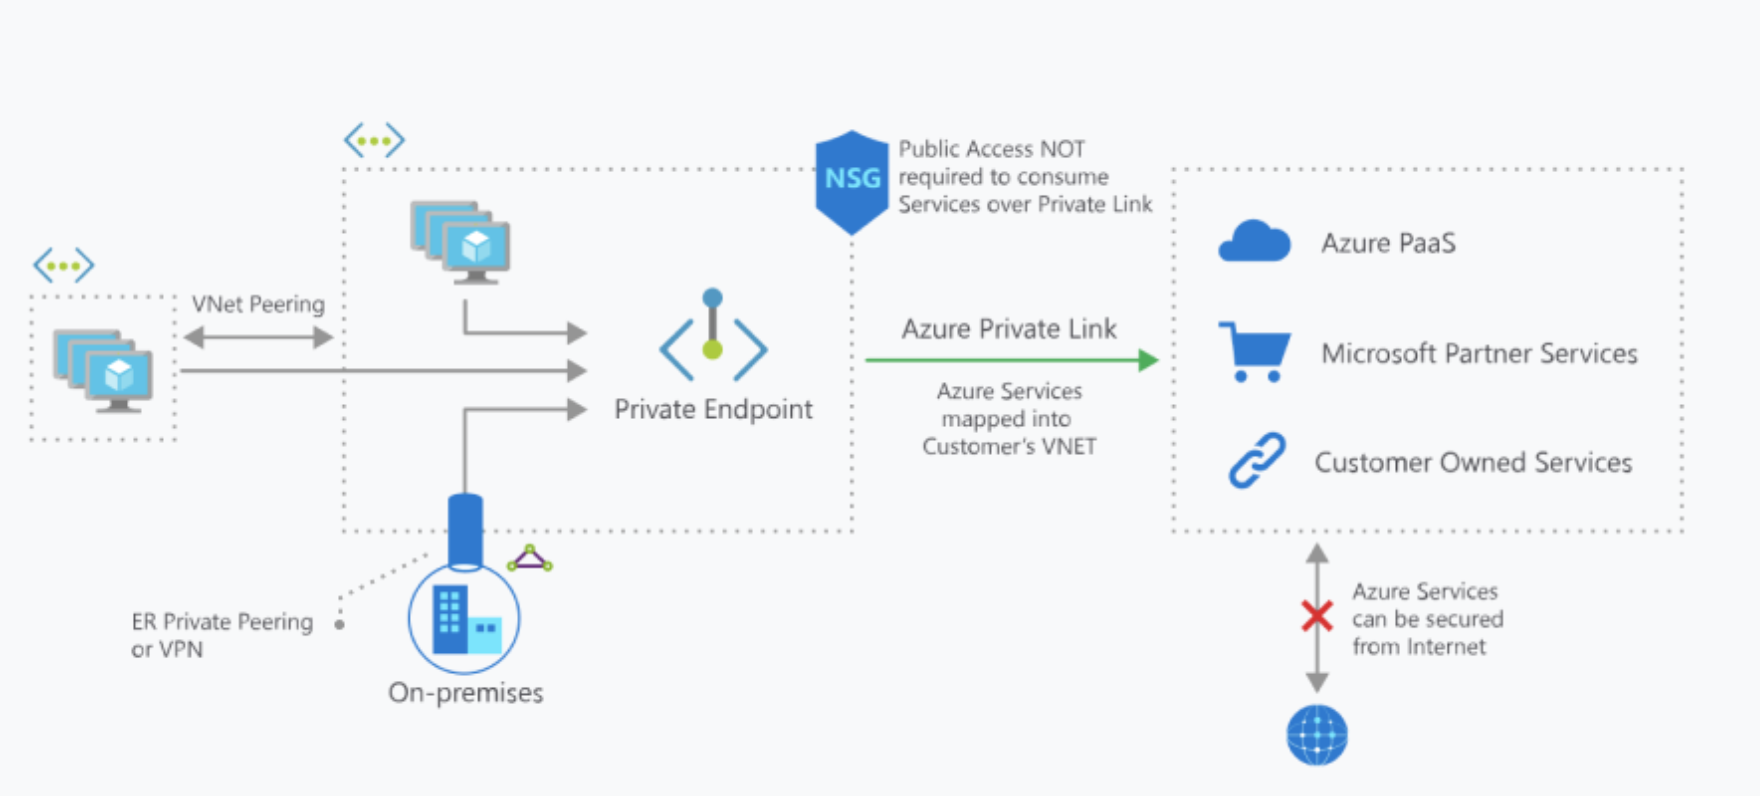 NSG
Public Access NOT
required to consume
Services over Private Link
VNet Peering
Private Endpoint
Azure Private Link
Azure Services
mapped into
Customer's VNET
Azure PaaS
Microsoft Partner Services
Customer Owned Services
ER Private Peering
or VPN
On-premises
Azure Services
can be secured
from Internet